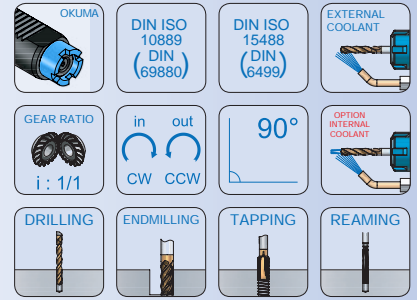 OKUMA
DIN ISO
10889
( DIN
69880 )
DIN ISO
15488
( DIN
6499 )
EXTERNAL
COOLANT
GEAR RATIO
i : 1/1
in out
CW CCW
90°
OPTION
INTERNAL
COOLANT
DRILLING
ENDMILLING
TAPPING
REAMING